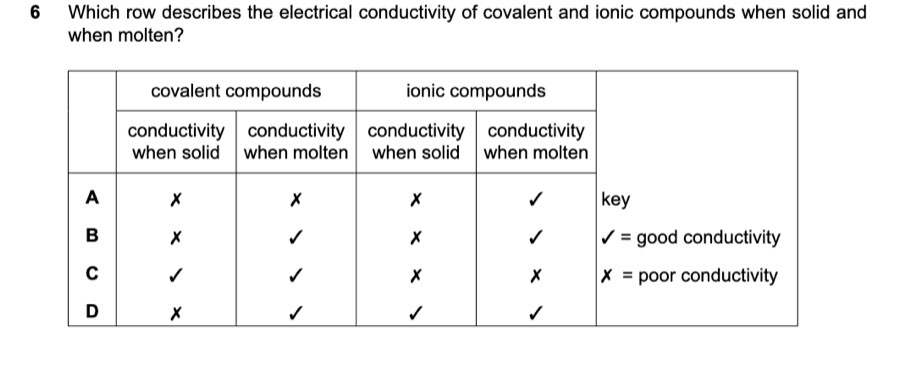 6 Which row describes the electrical conductivity of covalent and ionic compounds when solid and
when molten?
covalent compounds ionic compounds
conductivity when solid conductivity when molten conductivity when solid conductivity when molten
A ✗ ✗ ✗ ✓ key
B ✗ ✓ ✗ ✓ ✓ = good conductivity
C ✓ ✓ ✗ ✗ ✗ = poor conductivity
D ✗ ✓ ✓ ✓